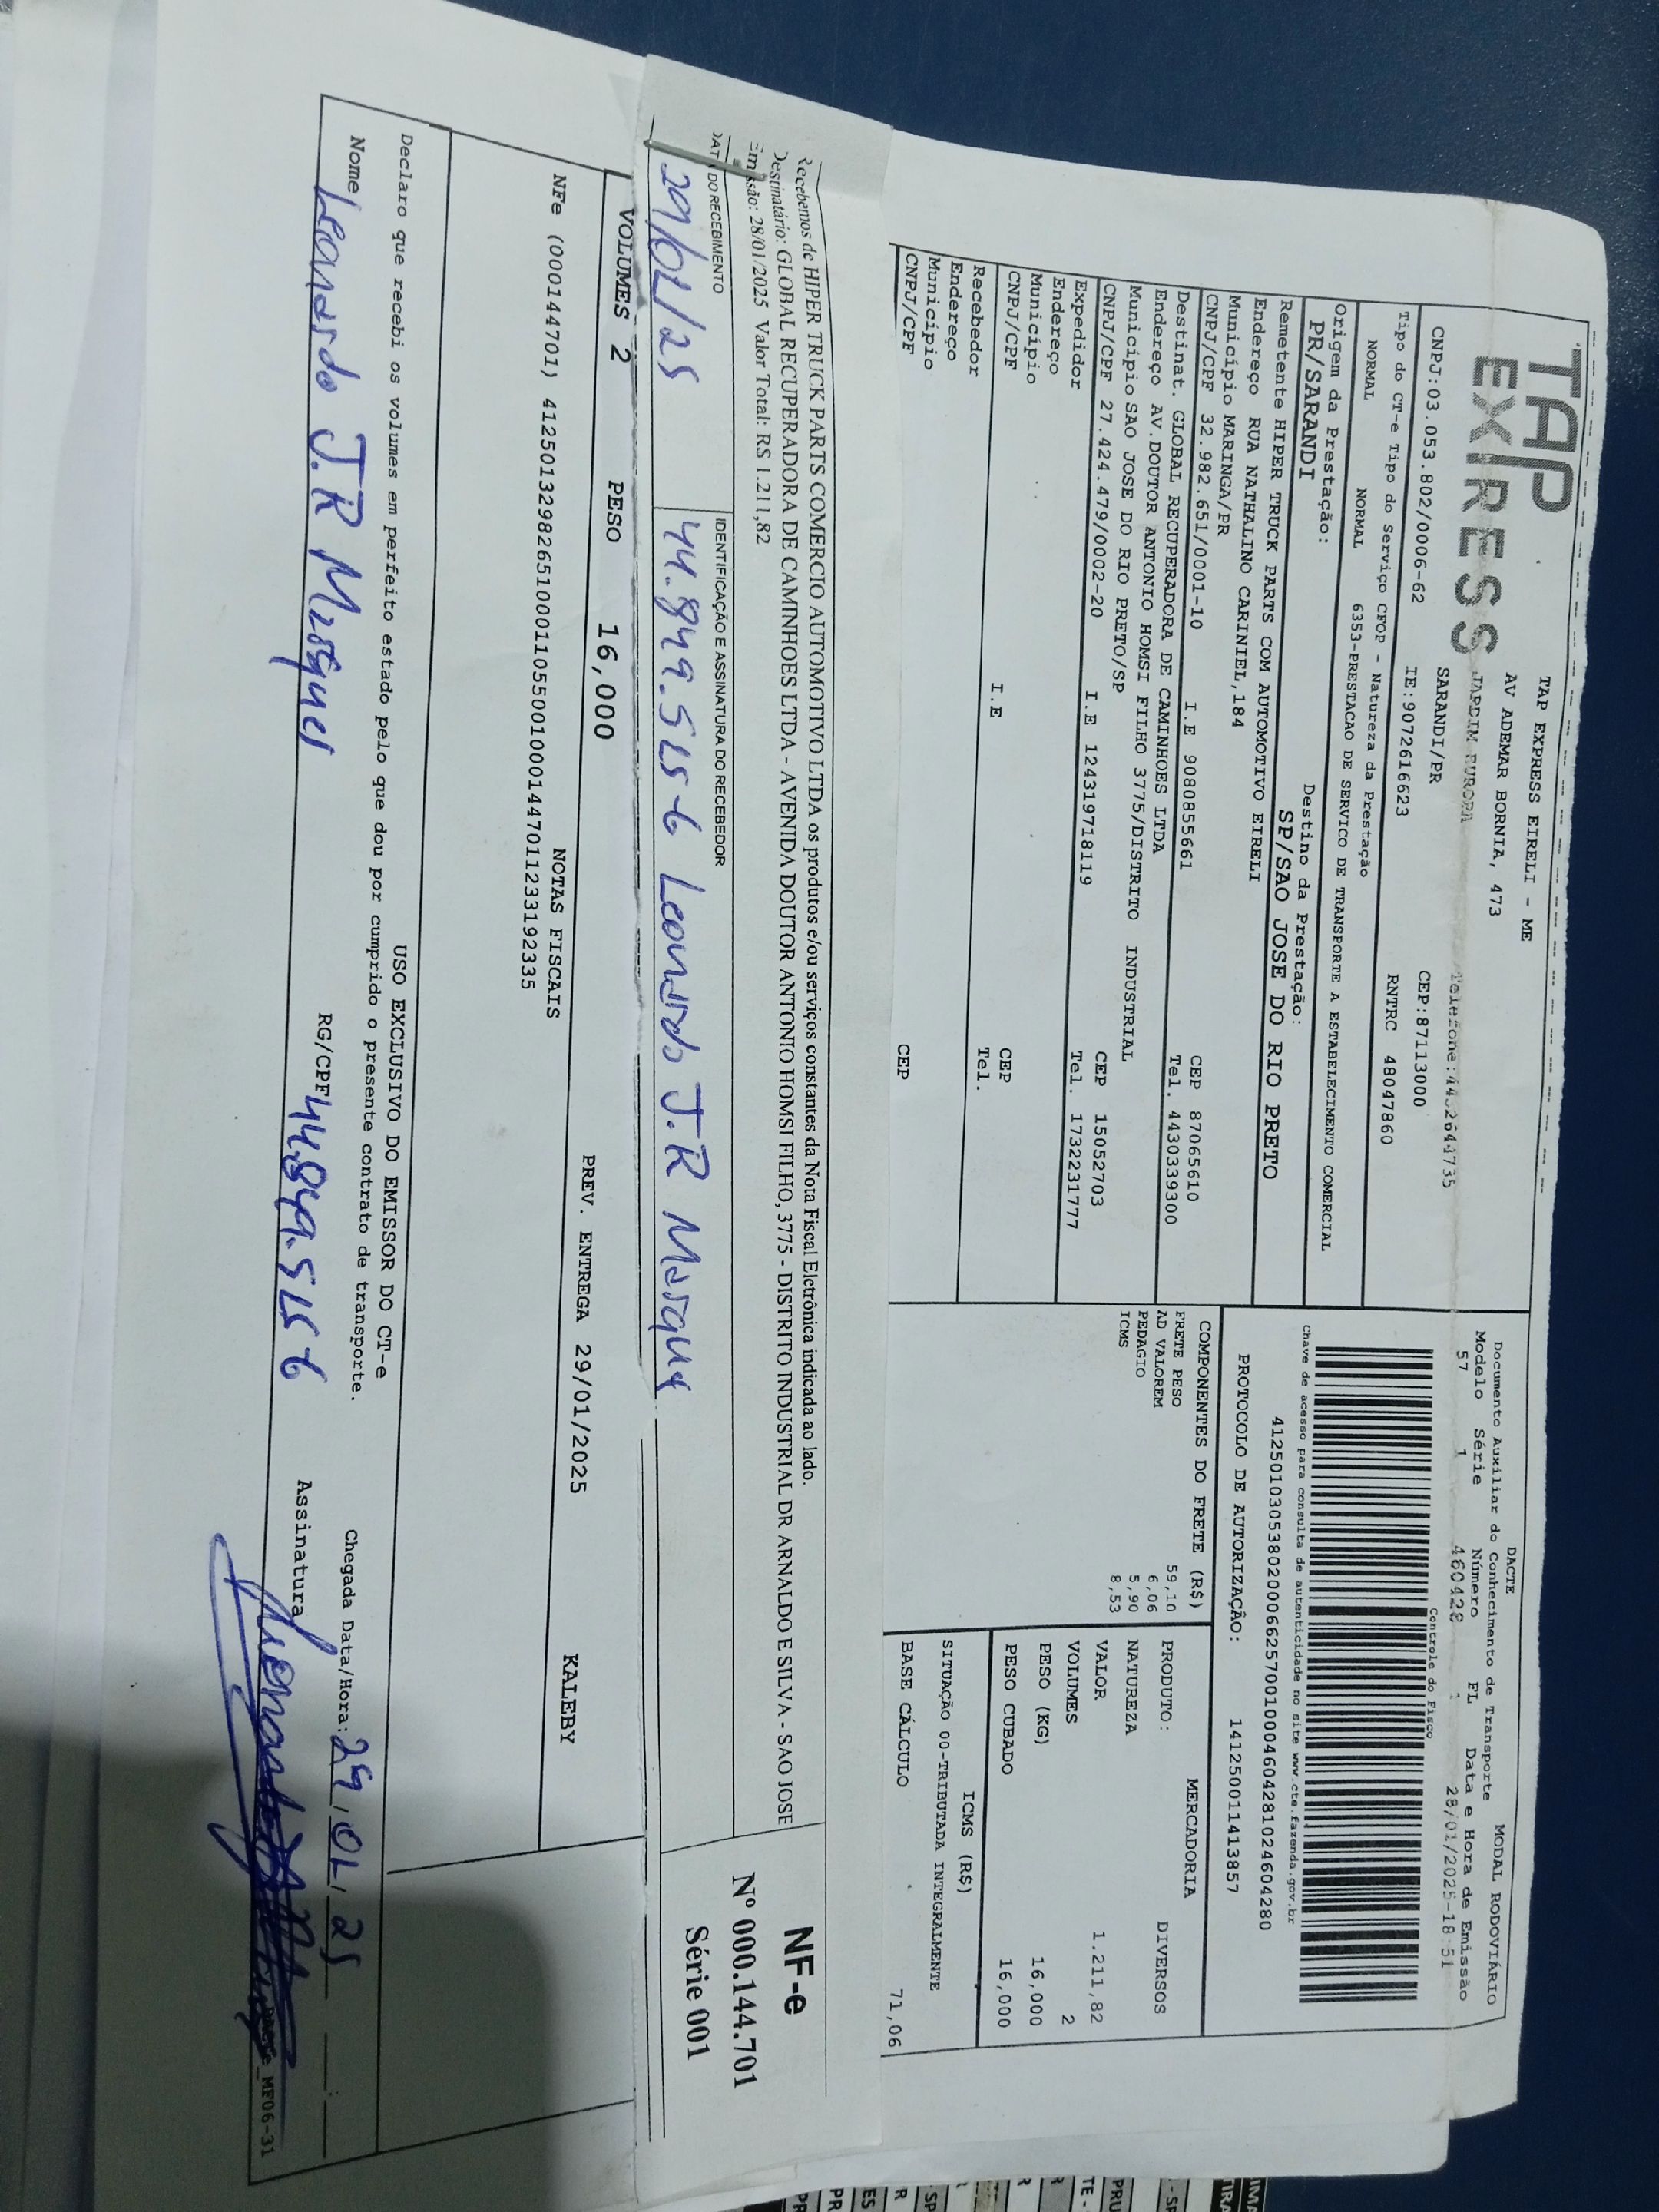 TAP
EXPRESS
TAP EXPRESS EIRELI - ME
AV ADEMAR BORNIA, 473
JARDIM EUROPA
SARANDI/PR
Telefone:4432644735
CEP:87113000
CNPJ:03.053.802/0006-62
IE:9072616623
RNTRC 48047860
Tipo do CT-e Tipo do Serviço CFOP - Natureza da Prestação
NORMAL NORMAL 6353-PRESTACAO DE SERVICO DE TRANSPORTE A ESTABELECIMENTO COMERCIAL
Origem da Prestação:
PR/SARANDI
Destino da Prestação:
SP/SAO JOSE DO RIO PRETO
Remetente HIPER TRUCK PARTS COM AUTOMOTIVO EIRELI
Endereço RUA NATHALINO CARINIEL,184
Município MARINGA/PR CEP 87065610
CNPJ/CPF 32.982.651/0001-10 I.E 9080855661 Tel. 4430339300
Destinat. GLOBAL RECUPERADORA DE CAMINHOES LTDA
Endereço AV.DOUTOR ANTONIO HOMSI FILHO 3775/DISTRITO INDUSTRIAL
Município SAO JOSE DO RIO PRETO/SP CEP 15052703
CNPJ/CPF 27.424.479/0002-20 I.E 124319718119 Tel. 1732231777
Expedidor
Endereço
Município CEP
CNPJ/CPF I.E Tel.
Recebedor
Endereço
Município CEP
CNPJ/CPF
DACTE
MODAL RODOVIÁRIO
Documento Auxiliar do Conhecimento de Transporte
Modelo Série Número FL Data e Hora de Emissão
57 1 460428 1 28/01/2025-18:51
Controle do Fisco
Chave de acesso para consulta de autenticidade no site www.cte.fazenda.gov.br
41250103053802000662570010004604281024604280
PROTOCOLO DE AUTORIZAÇÃO: 141250011413857
COMPONENTES DO FRETE (R$)
FRETE PESO 59,10
AD VALOREM 6,06
PEDAGIO 5,90
ICMS 8,53
MERCADORIA
PRODUTO: DIVERSOS
NATUREZA
VALOR 1.211,82
VOLUMES 2
PESO (KG) 16,000
PESO CUBADO 16,000
ICMS (R$)
SITUAÇÃO 00-TRIBUTADA INTEGRALMENTE
BASE CÁLCULO 71,06
Recebemos de HIPER TRUCK PARTS COMERCIO AUTOMOTIVO LTDA os produtos e/ou serviços constantes da Nota Fiscal Eletrônica indicada ao lado.
Destinatário: GLOBAL RECUPERADORA DE CAMINHOES LTDA - AVENIDA DOUTOR ANTONIO HOMSI FILHO, 3775 - DISTRITO INDUSTRIAL DR ARNALDO E SILVA - SAO JOSE
Emissão: 28/01/2025 Valor Total: R$ 1.211,82
DO RECEBIMENTO
29/01/25
IDENTIFICAÇÃO E ASSINATURA DO RECEBEDOR
44.849.515-6 Leonardo J.R Marques
NF-e
Nº 000.144.701
Série 001
VOLUMES 2 PESO 16,000 PREV. ENTREGA 29/01/2025 KALEBY
NOTAS FISCAIS
NFe (000144701) 41250132982651000110550010001447011233192335
USO EXCLUSIVO DO EMISSOR DO CT-e
Declaro que recebi os volumes em perfeito estado pelo que dou por cumprido o presente contrato de transporte.
Chegada Data/Hora: 29/01/25
Nome Leonardo J.R Marques
RG/CPF 44.849.515-6
Assinatura
MF06-31